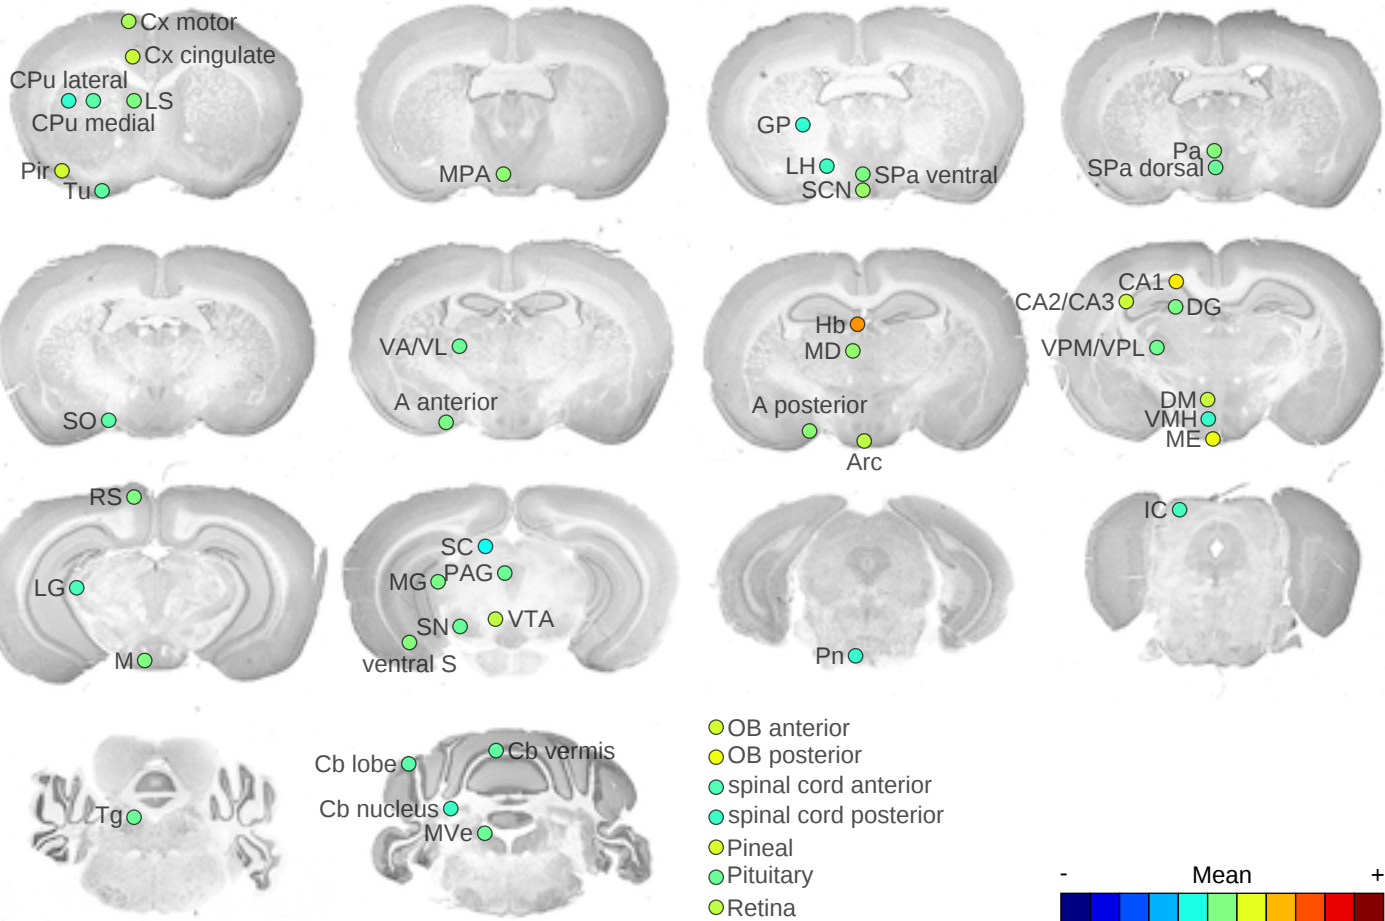 Cx motor
Cx cingulate
CPu lateral
LS
CPu medial
Pir
Tu
MPA
GP
LH
SPa ventral
SCN
Pa
SPa dorsal
SO
VA/VL
A anterior
Hb
MD
A posterior
Arc
CA1
CA2/CA3
DG
VPM/VPL
DM
VMH
ME
RS
LG
M
SC
PAG
MG
VTA
SN
ventral S
Pn
IC
Tg
Cb vermis
Cb lobe
Cb nucleus
MVe
OB anterior
OB posterior
spinal cord anterior
spinal cord posterior
Pineal
Pituitary
Retina
- Mean +